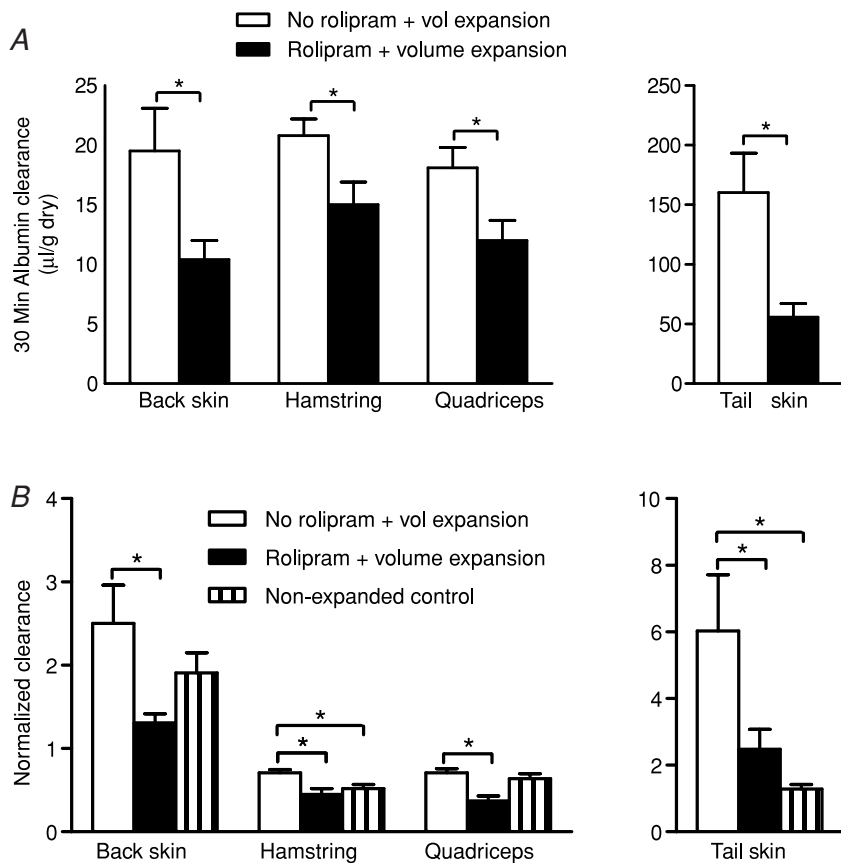 A
No rolipram + vol expansion
Rolipram + volume expansion
30 Min Albumin clearance
(µl/g dry)
25
20
15
10
5
0
*
*
*
Back skin Hamstring Quadriceps
250
200
150
100
50
0
*
Tail skin
B
No rolipram + vol expansion
Rolipram + volume expansion
Non-expanded control
Normalized clearance
4
3
2
1
0
*
*
*
*
Back skin Hamstring Quadriceps
10
8
6
4
2
0
*
*
Tail skin